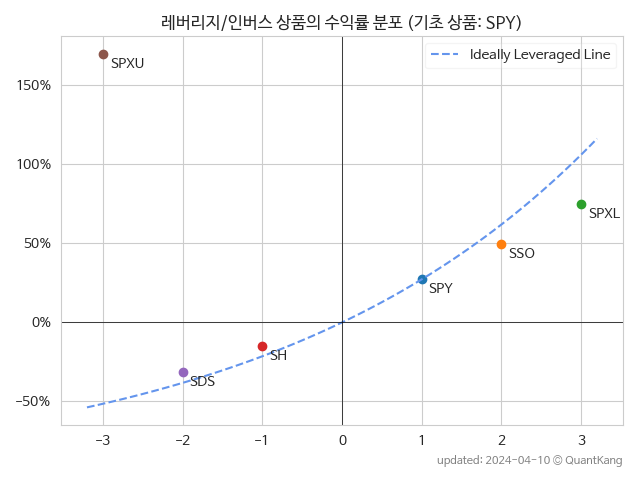 레버리지/인버스 상품의 수익률 분포 (기초 상품: SPY)
Ideally Leveraged Line
SPXU
150%
100%
SPXL
50%
SSO
SPY
0%
SH
SDS
−50%
−3 −2 −1 0 1 2 3
updated: 2024-04-10 © QuantKang